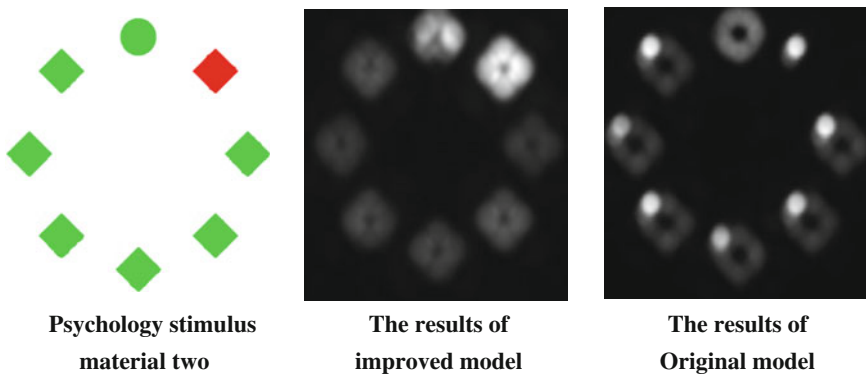 Psychology stimulus
material two
The results of
improved model
The results of
Original model